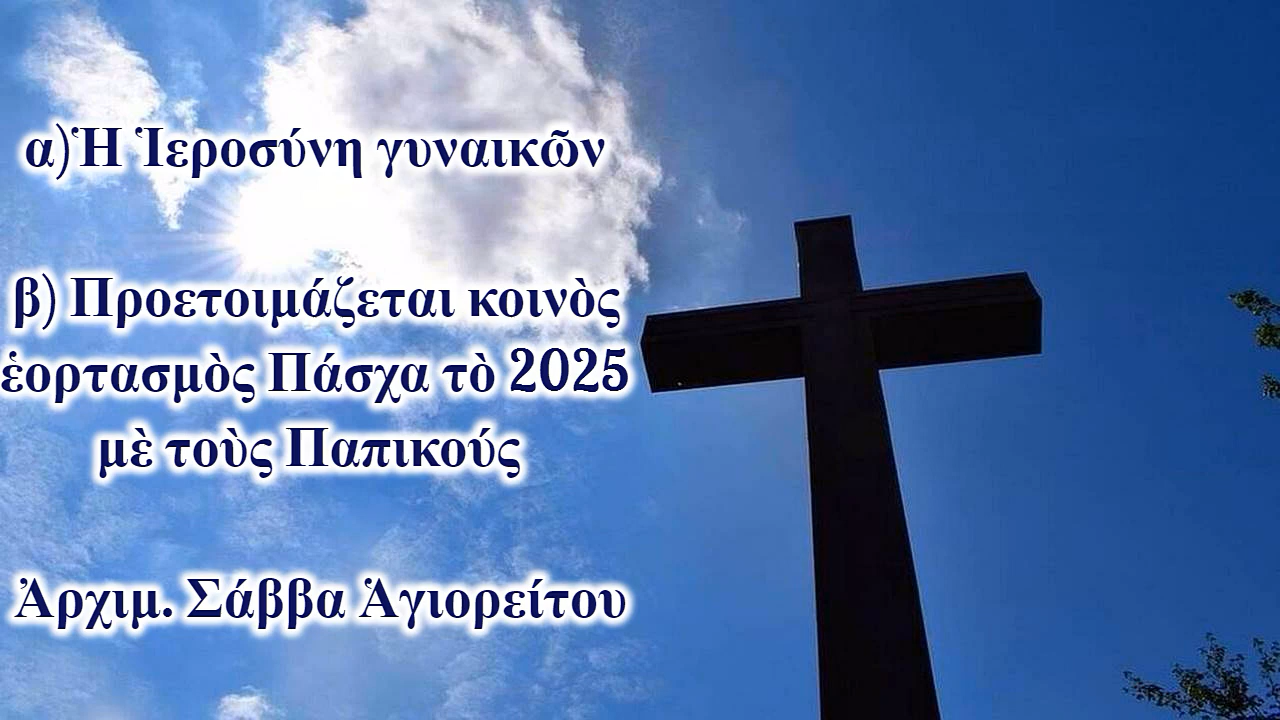 α)Ἡ Ἱεροσύνη γυναικῶν
β) Προετοιμάζεται κοινὸς
ἑορτασμὸς Πάσχα τὸ 2025
μὲ τοὺς Παπικούς
Ἀρχιμ. Σάββα Ἁγιορείτου